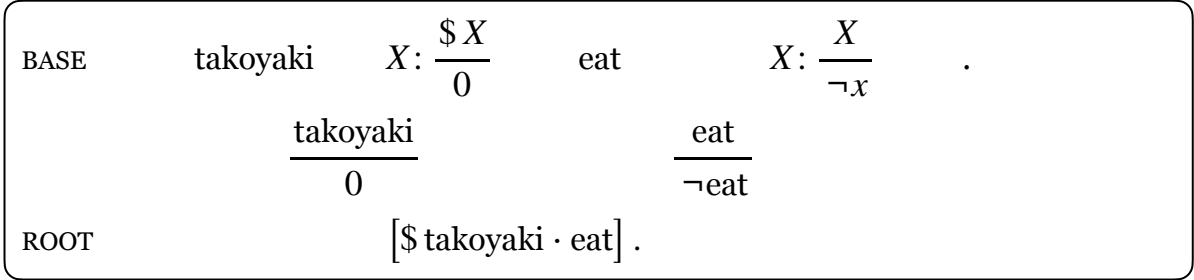 BASE takoyaki X: $ X / 0 eat X: X / ¬x .
takoyaki / 0 eat / ¬eat
ROOT [$ takoyaki · eat] .